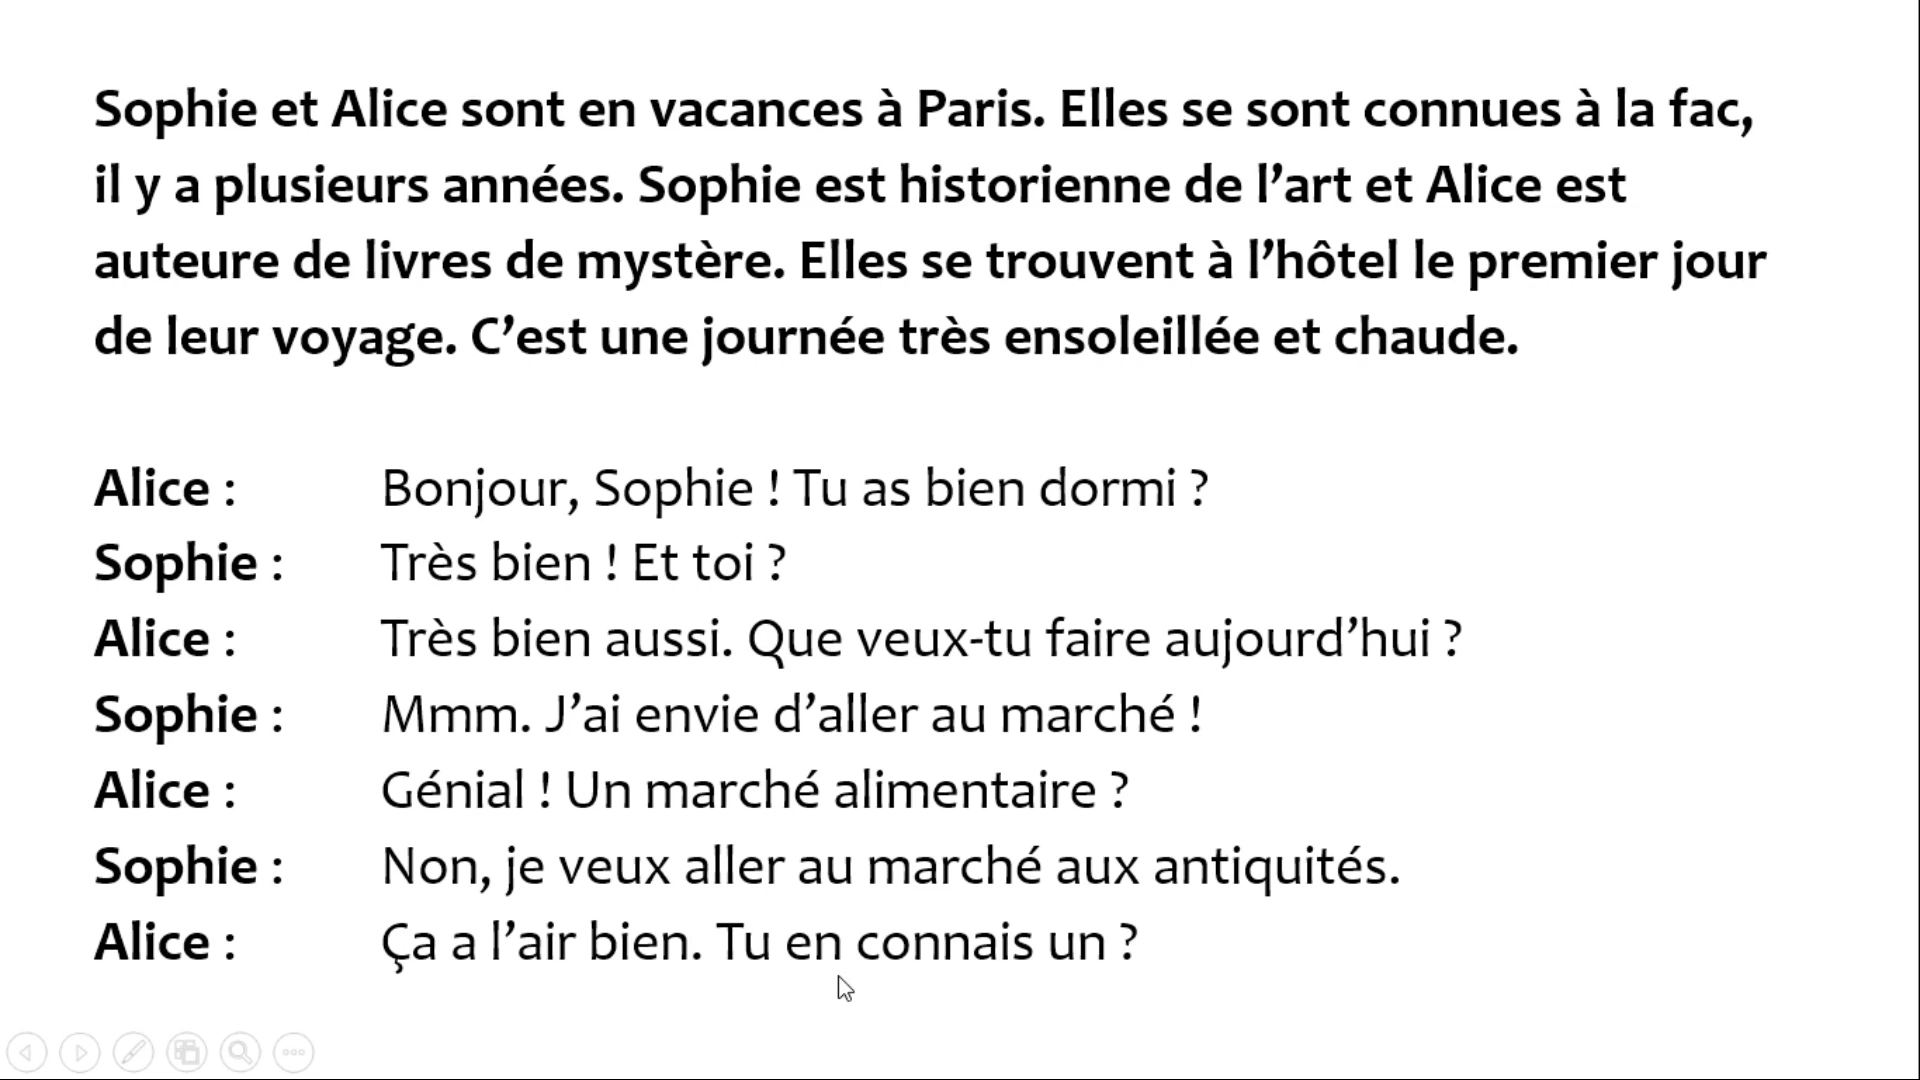 Sophie et Alice sont en vacances à Paris. Elles se sont connues à la fac,
il y a plusieurs années. Sophie est historienne de l’art et Alice est
auteure de livres de mystère. Elles se trouvent à l’hôtel le premier jour
de leur voyage. C’est une journée très ensoleillée et chaude.
Alice : Bonjour, Sophie ! Tu as bien dormi ?
Sophie : Très bien ! Et toi ?
Alice : Très bien aussi. Que veux-tu faire aujourd’hui ?
Sophie : Mmm. J’ai envie d’aller au marché !
Alice : Génial ! Un marché alimentaire ?
Sophie : Non, je veux aller au marché aux antiquités.
Alice : Ça a l’air bien. Tu en connais un ?